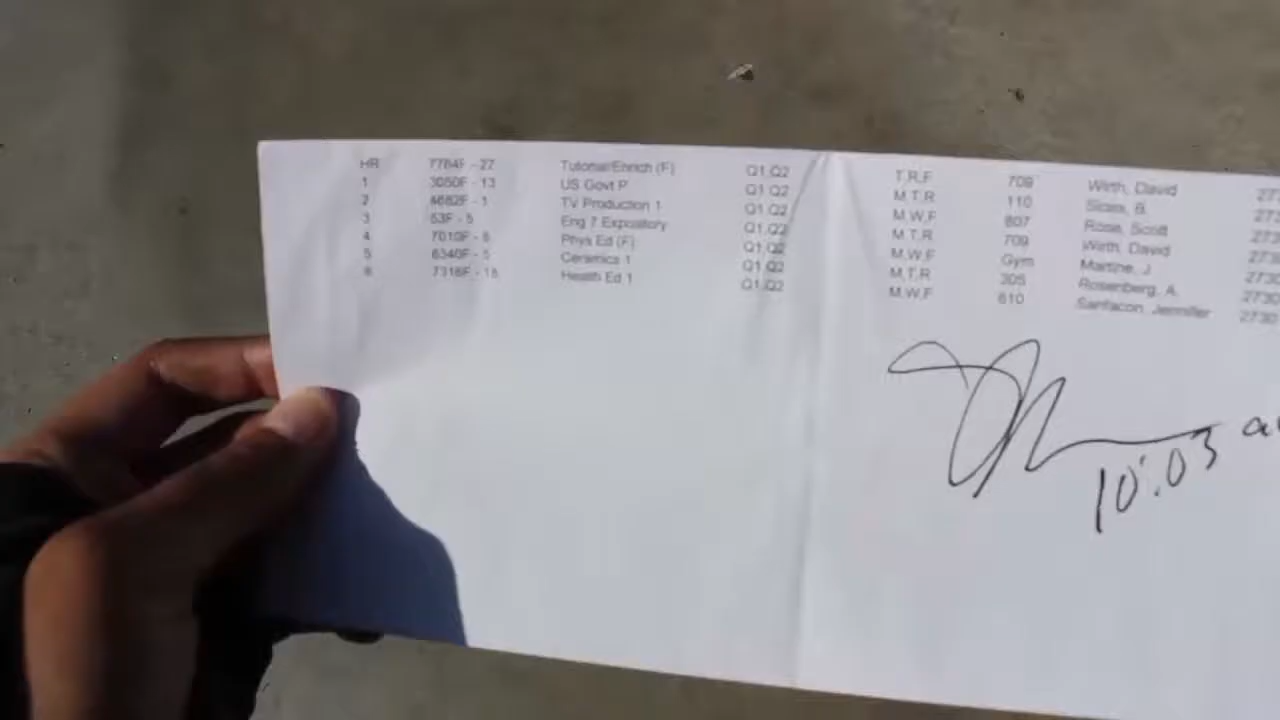 HR 7784F - 27 Tutorial/Enrich (F) Q1 Q2 T.R.F 709 Wirth, David
1 3050F - 13 US Govt P Q1 Q2 M.T.R 110 B.
2 4682F - 1 TV Production 1 Q1 Q2 M.W.F 807 Rose, Scott
3 53F - 5 Eng 7 Expository Q1 Q2 M.T.R 709 Wirth, David
4 7010F - 6 Phys Ed (F) Q1 Q2 M.W.F Gym Martine, J
5 6340F - 5 Ceramics 1 Q1 Q2 M.T.R 305 Rosenberg, A.
6 7316F - 15 Health Ed 1 Q1 Q2 M.W.F 610 Sanfacon, Jennifer 2730
10:03